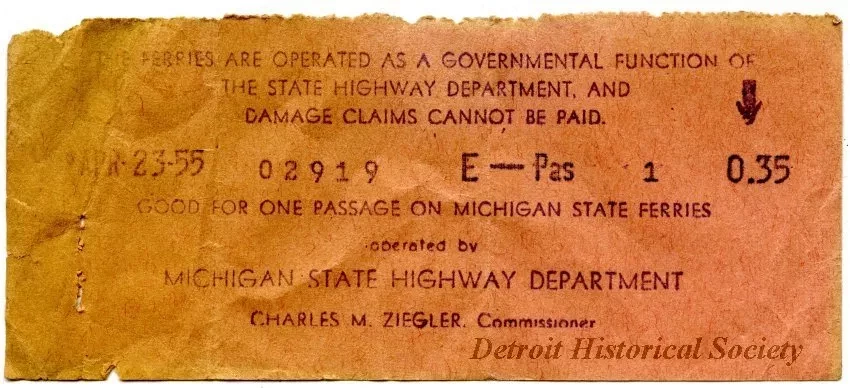 THE FERRIES ARE OPERATED AS A GOVERNMENTAL FUNCTION OF
THE STATE HIGHWAY DEPARTMENT, AND
DAMAGE CLAIMS CANNOT BE PAID.
APR-23-55 02919 E — Pas 1 0.35
GOOD FOR ONE PASSAGE ON MICHIGAN STATE FERRIES
operated by
MICHIGAN STATE HIGHWAY DEPARTMENT
CHARLES M. ZIEGLER. Commissioner
Detroit Historical Society